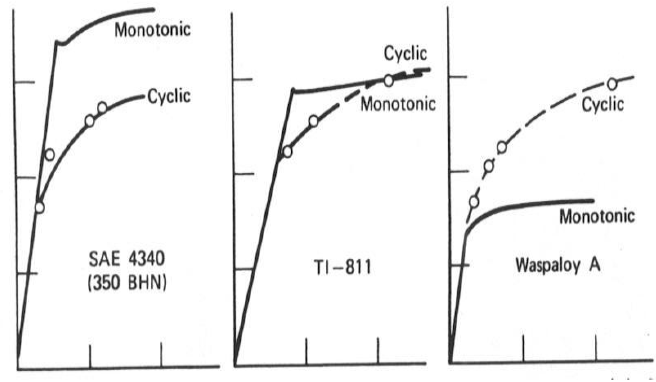 Monotonic
Cyclic
SAE 4340
(350 BHN)
Cyclic
Monotonic
TI-811
Cyclic
Monotonic
Waspaloy A